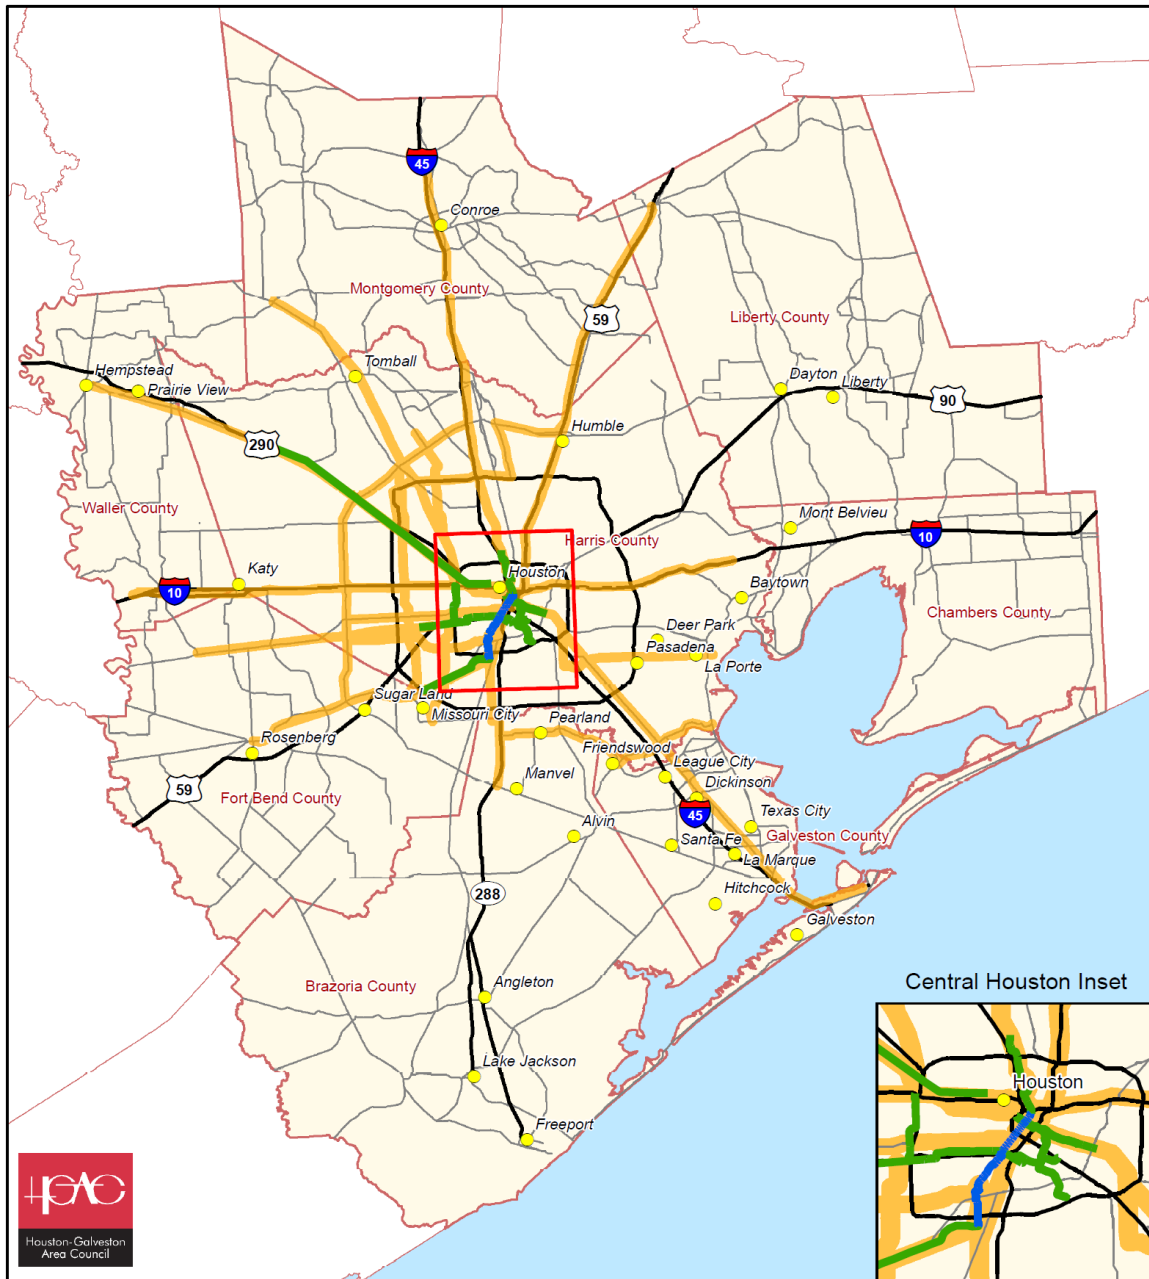 45
Conroe
Montgomery County
59
Liberty County
Tomball
Hempstead
Prairie View
Dayton
Liberty
90
Humble
290
Waller County
Mont Belvieu
10
Harris County
Katy
Houston
10
Baytown
Chambers County
Deer Park
Pasadena
La Porte
Sugar Land
Missouri City
Pearland
Rosenberg
Friendswood
League City
Manvel
Dickinson
59
Fort Bend County
45
Texas City
Alvin
Galveston County
Santa Fe
La Marque
288
Hitchcock
Galveston
Angleton
Brazoria County
Central Houston Inset
Lake Jackson
Houston
Freeport
HGAC
Houston-Galveston
Area Council